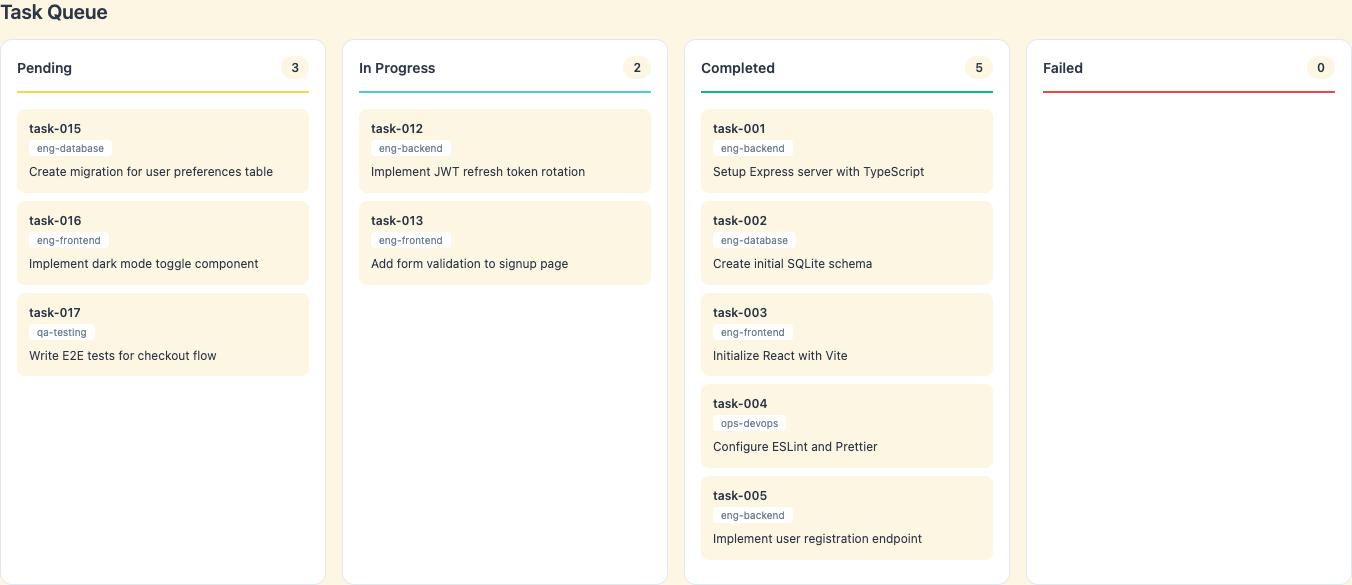 Task Queue
Pending
3
task-015
eng-database
Create migration for user preferences table
task-016
eng-frontend
Implement dark mode toggle component
task-017
qa-testing
Write E2E tests for checkout flow
In Progress
2
task-012
eng-backend
Implement JWT refresh token rotation
task-013
eng-frontend
Add form validation to signup page
Completed
5
task-001
eng-backend
Setup Express server with TypeScript
task-002
eng-database
Create initial SQLite schema
task-003
eng-frontend
Initialize React with Vite
task-004
ops-devops
Configure ESLint and Prettier
task-005
eng-backend
Implement user registration endpoint
Failed
0